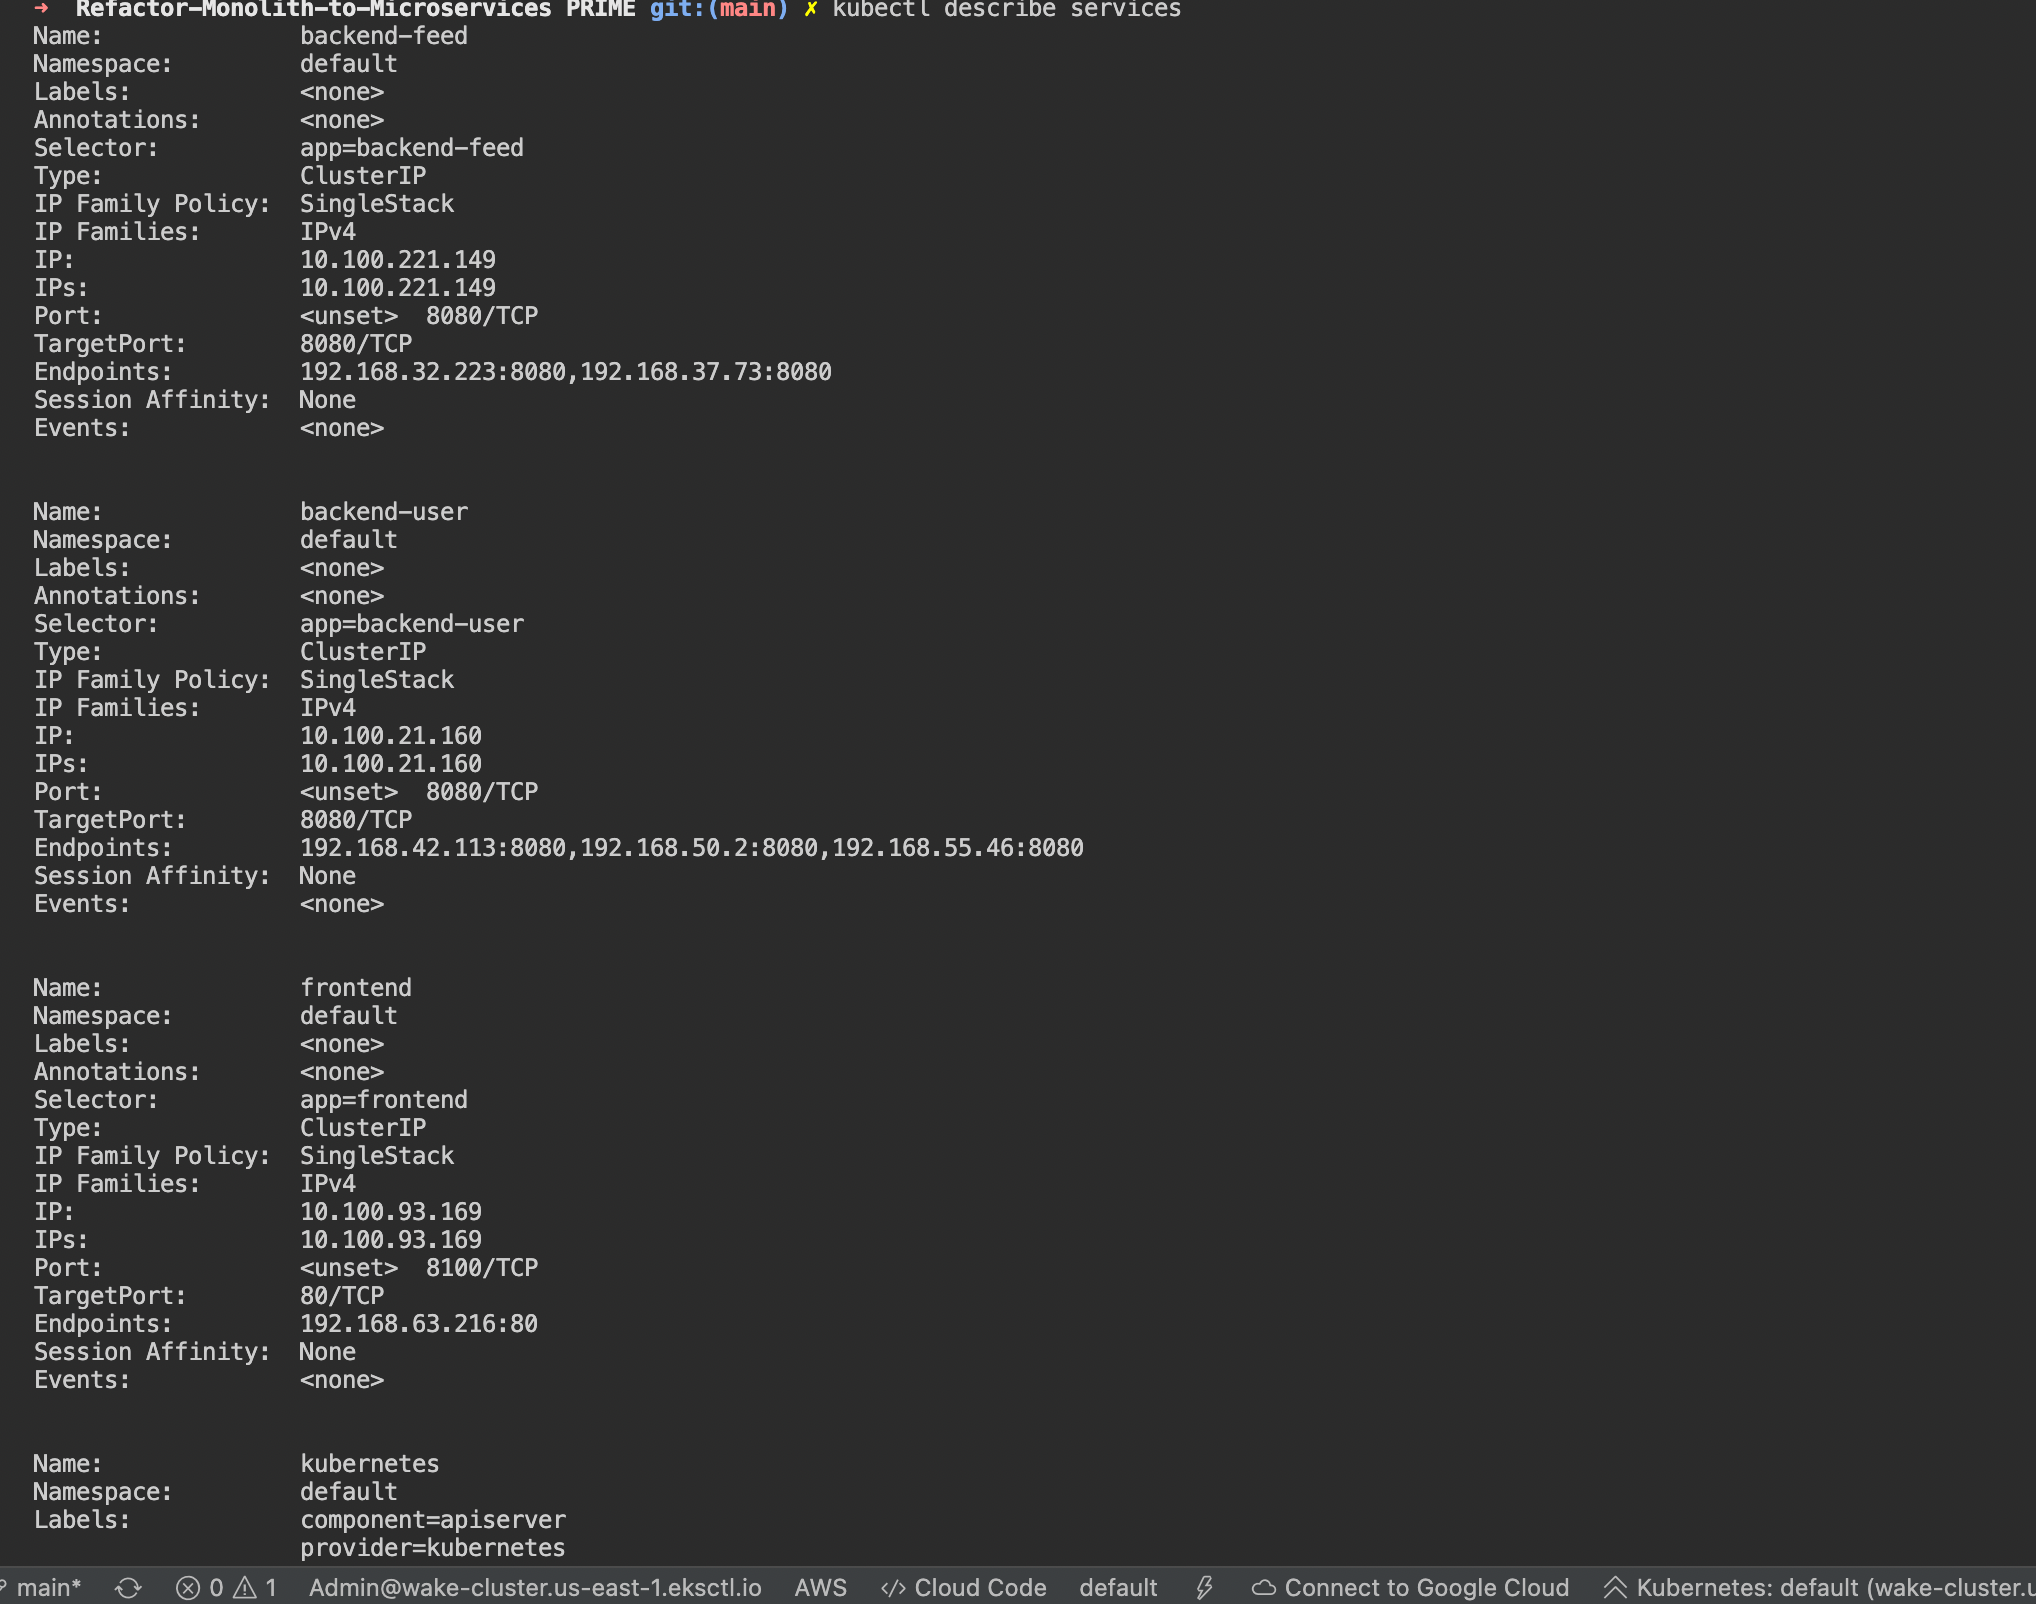 → Refactor-Monolith-to-Microservices PRIME git:(main) ✗ kubectl describe services
Name: backend-feed
Namespace: default
Labels: <none>
Annotations: <none>
Selector: app=backend-feed
Type: ClusterIP
IP Family Policy: SingleStack
IP Families: IPv4
IP: 10.100.221.149
IPs: 10.100.221.149
Port: <unset> 8080/TCP
TargetPort: 8080/TCP
Endpoints: 192.168.32.223:8080,192.168.37.73:8080
Session Affinity: None
Events: <none>
Name: backend-user
Namespace: default
Labels: <none>
Annotations: <none>
Selector: app=backend-user
Type: ClusterIP
IP Family Policy: SingleStack
IP Families: IPv4
IP: 10.100.21.160
IPs: 10.100.21.160
Port: <unset> 8080/TCP
TargetPort: 8080/TCP
Endpoints: 192.168.42.113:8080,192.168.50.2:8080,192.168.55.46:8080
Session Affinity: None
Events: <none>
Name: frontend
Namespace: default
Labels: <none>
Annotations: <none>
Selector: app=frontend
Type: ClusterIP
IP Family Policy: SingleStack
IP Families: IPv4
IP: 10.100.93.169
IPs: 10.100.93.169
Port: <unset> 8100/TCP
TargetPort: 80/TCP
Endpoints: 192.168.63.216:80
Session Affinity: None
Events: <none>
Name: kubernetes
Namespace: default
Labels: component=apiserver
provider=kubernetes
main* 0 1 Admin@wake-cluster.us-east-1.eksctl.io AWS </> Cloud Code default Connect to Google Cloud Kubernetes: default (wake-cluster.u